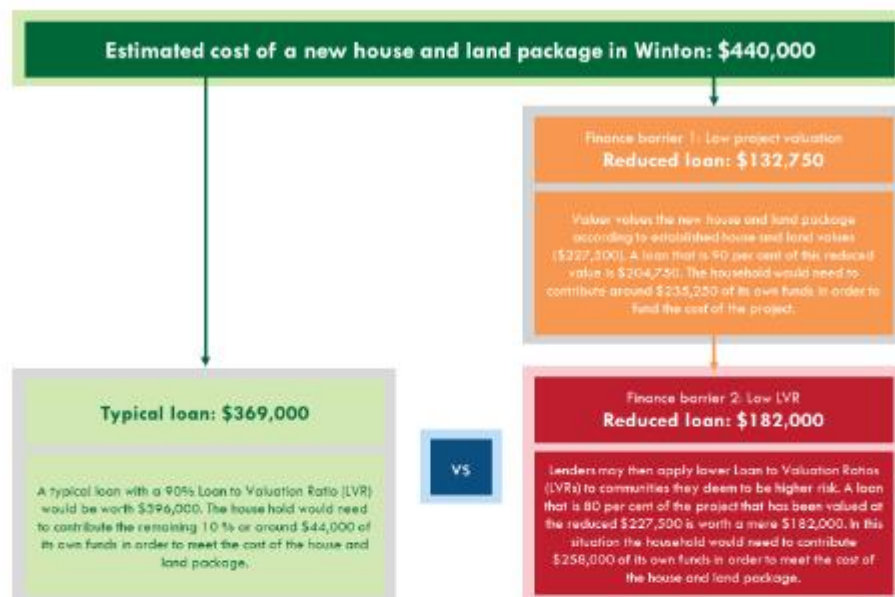 Estimated cost of a new house and land package in Winton: $440,000
Finance barrier 1: Low project valuation
Reduced loan: $132,750
Valuer values the new house and land package
according to established house and land values
($227,500). A loan that is 90 per cent of this reduced
value is $204,750. The household would need to
contribute around $235,250 of its own funds in order to
fund the cost of the project.
Typical loan: $369,000
A typical loan with a 90% Loan to Valuation Ratio (LVR)
would be worth $396,000. The house hold would need
to contribute the remaining 10 % or around $44,000 of
its own funds in order to meet the cost of the house and
land package.
VS
Finance barrier 2: Low LVR
Reduced loan: $182,000
Lenders may then apply lower Loan to Valuation Ratios
(LVRs) to communities they deem to be higher risk. A loan
that is 80 per cent of the project that has been valued at
the reduced $227,500 is worth a mere $182,000. In this
situation the household would need to contribute
$258,000 of its own funds in order to meet the cost of
the house and land package.